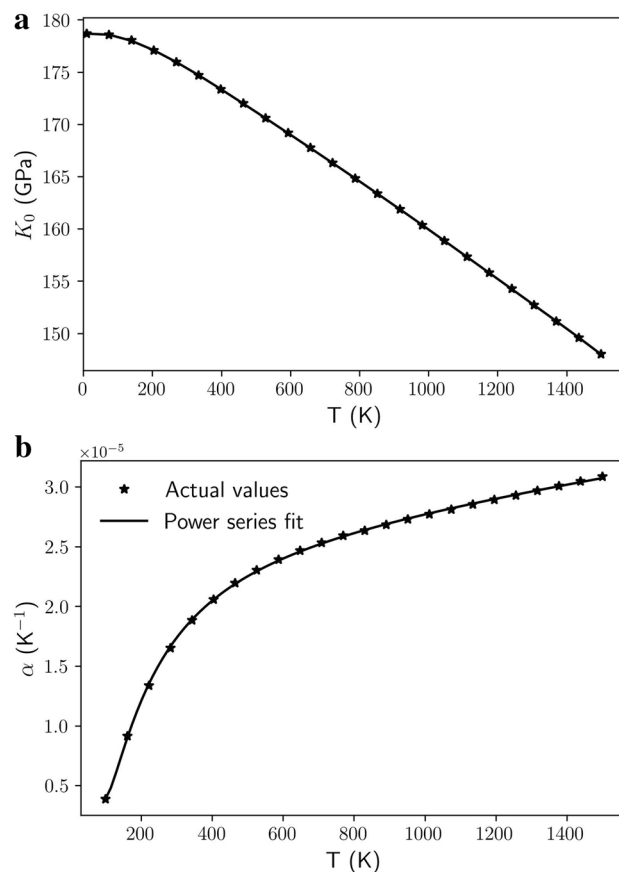 a
180
175
170
165
160
155
150
K₀ (GPa)
0 200 400 600 800 1000 1200 1400
T (K)
b
×10⁻⁵
3.0
2.5
2.0
1.5
1.0
0.5
α (K⁻¹)
Actual values
Power series fit
200 400 600 800 1000 1200 1400
T (K)